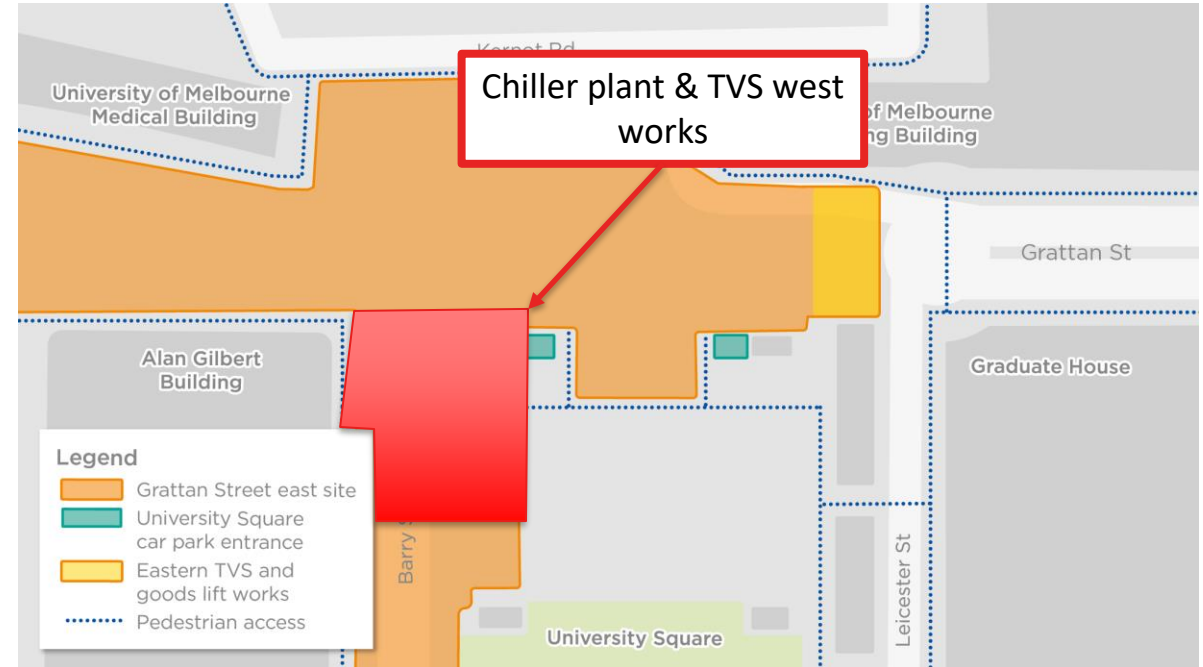 University of Melbourne
Medical Building
Chiller plant & TVS west
works
of Melbourne
Building
Grattan St
Alan Gilbert
Building
Graduate House
Legend
Grattan Street east site
University Square
car park entrance
Eastern TVS and
goods lift works
Pedestrian access
Barry
Leicester St
University Square